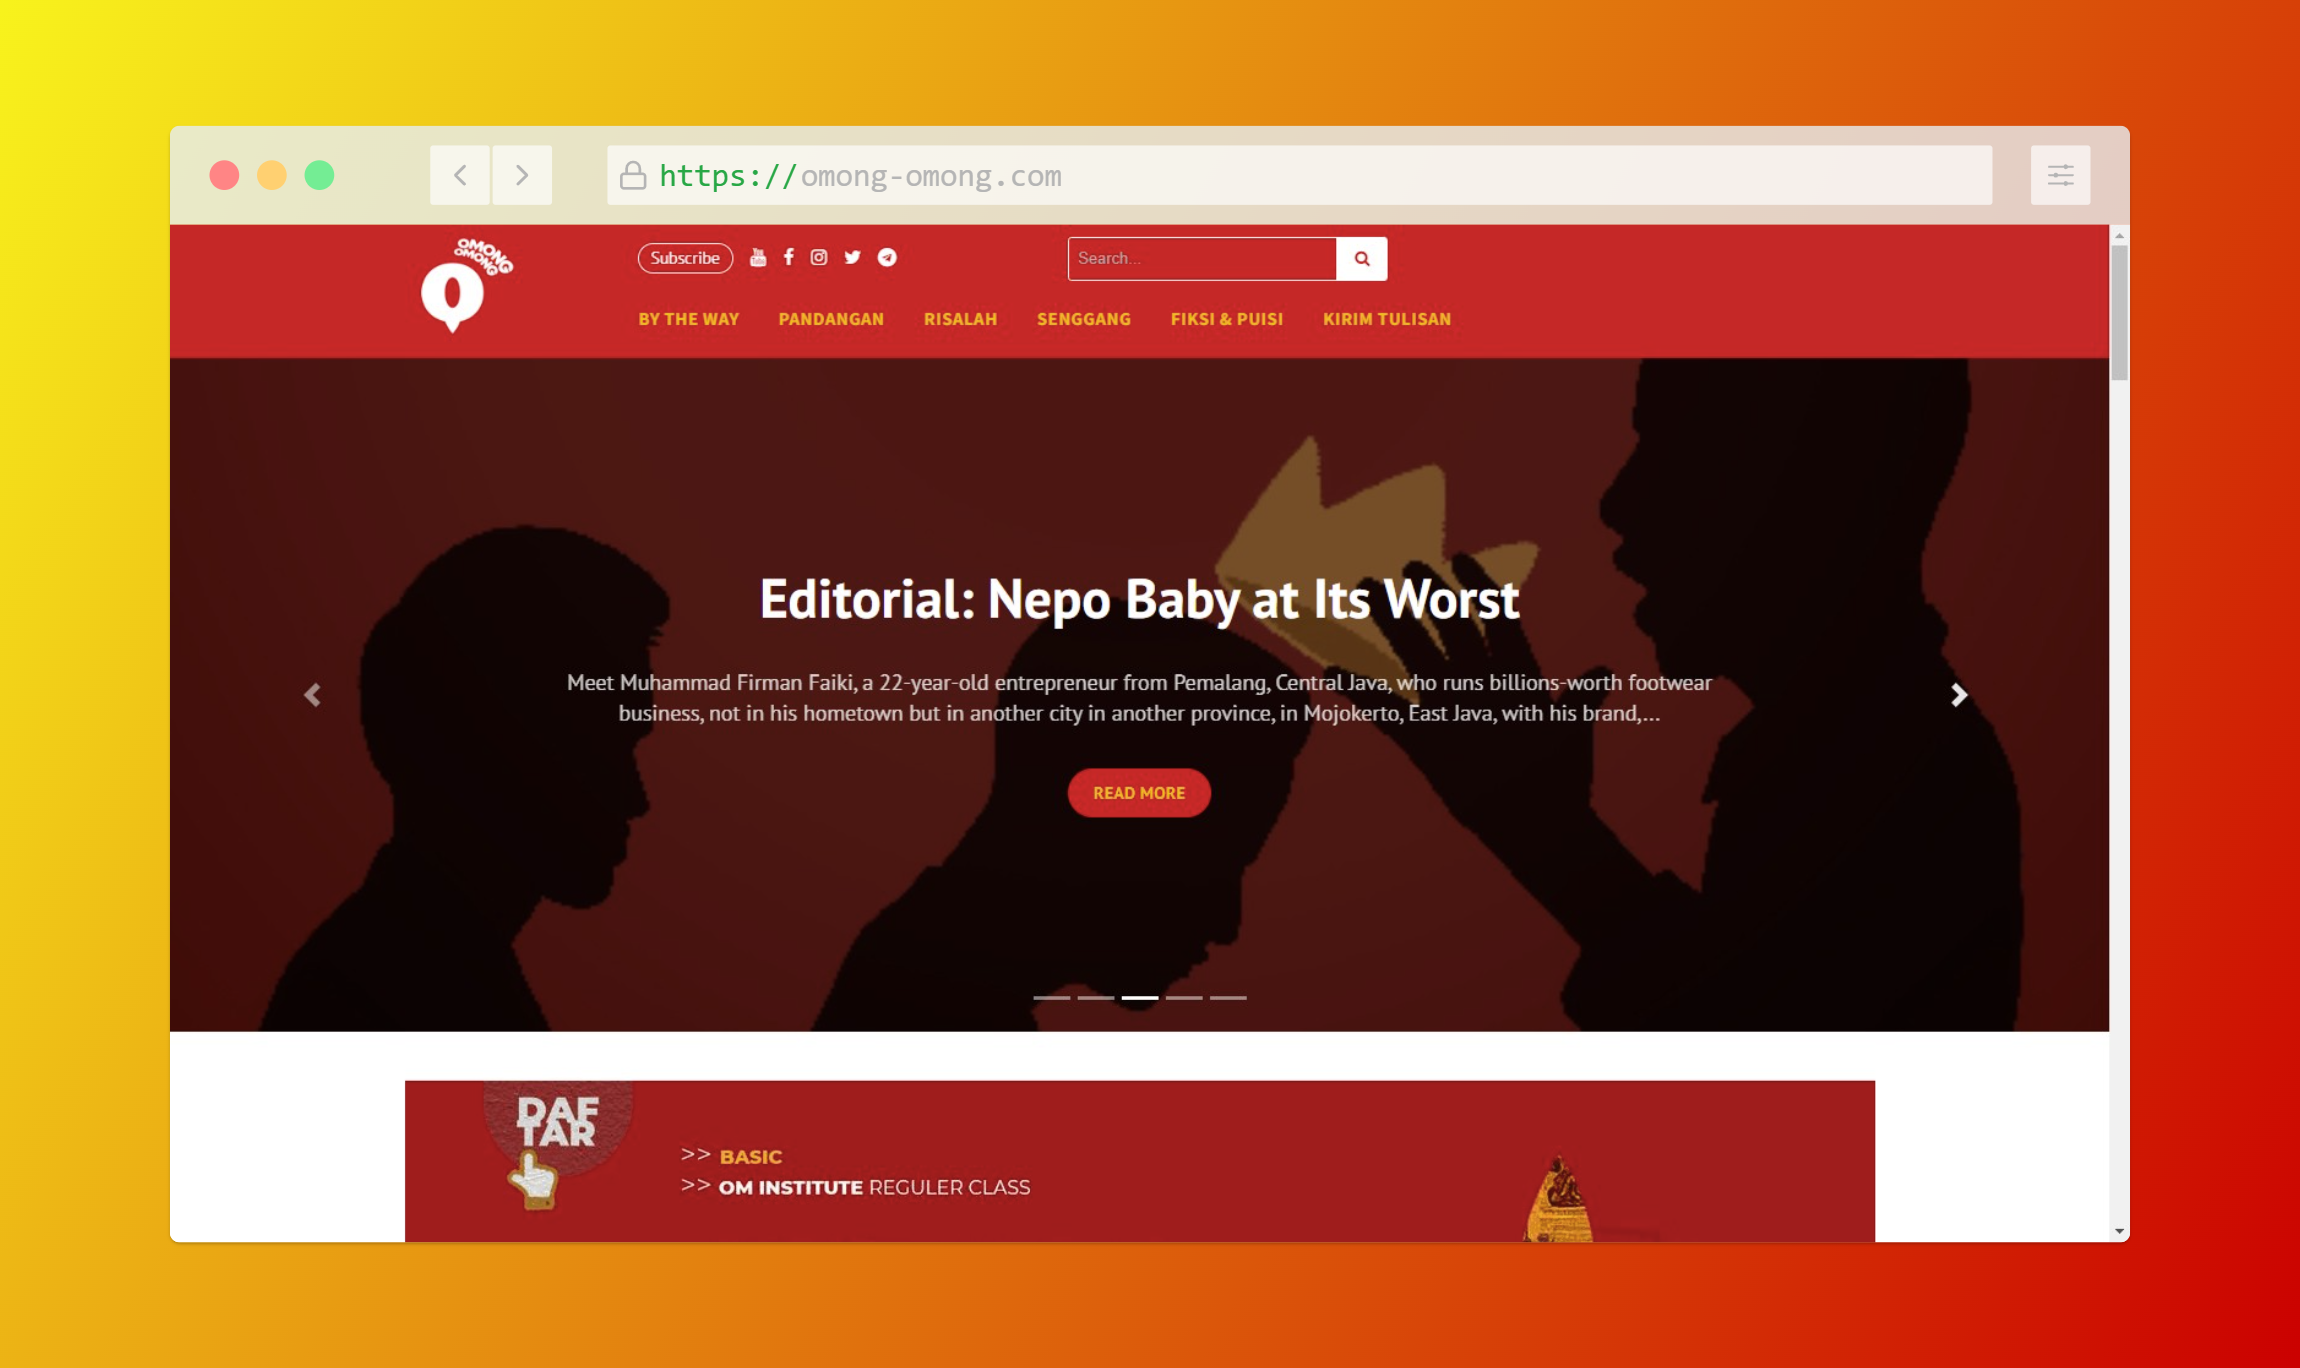 https://omong-omong.com
OMONG
OMONG
Subscribe
Search...
BY THE WAY PANDANGAN RISALAH SENGGANG FIKSI & PUISI KIRIM TULISAN
Editorial: Nepo Baby at Its Worst
Meet Muhammad Firman Faiki, a 22-year-old entrepreneur from Pemalang, Central Java, who runs billions-worth footwear
business, not in his hometown but in another city in another province, in Mojokerto, East Java, with his brand,...
READ MORE
DAF
TAR
>> BASIC
>> OM INSTITUTE REGULER CLASS